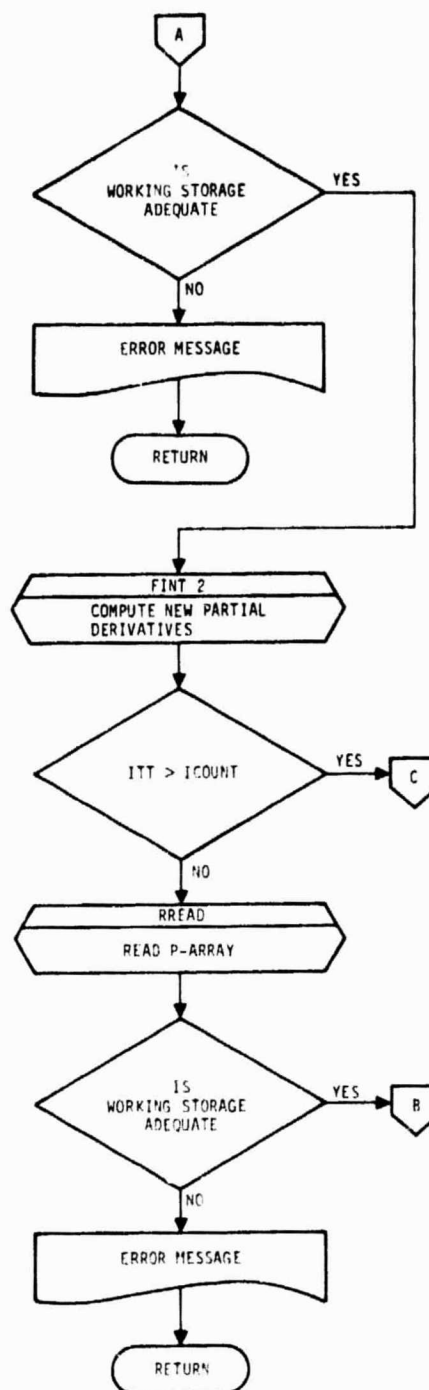 A
IS
WORKING STORAGE
ADEQUATE
YES
NO
ERROR MESSAGE
RETURN
FINT 2
COMPUTE NEW PARTIAL
DERIVATIVES
ITT > ICOUNT
YES
C
NO
RREAD
READ P-ARRAY
IS
WORKING STORAGE
ADEQUATE
YES
B
NO
ERROR MESSAGE
RETURN